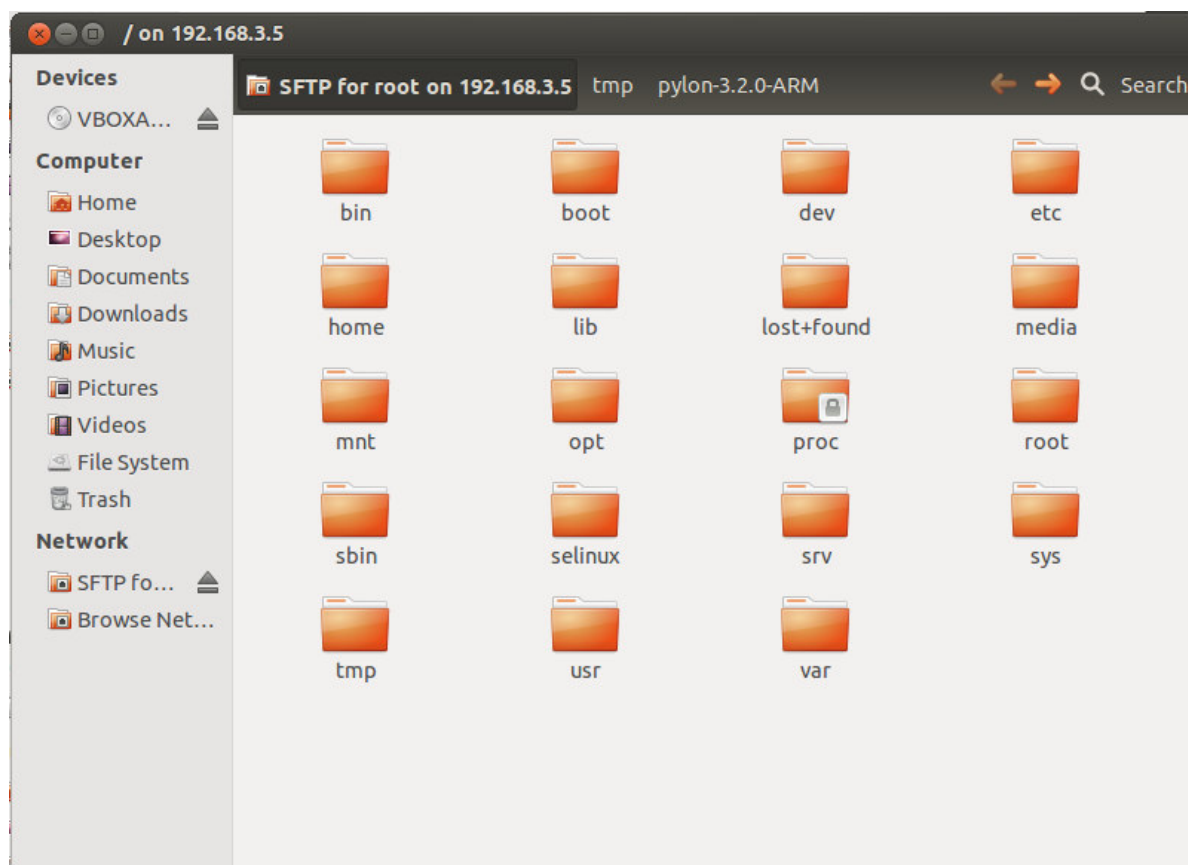 / on 192.168.3.5
Devices
VBOXA...
Computer
Home
Desktop
Documents
Downloads
Music
Pictures
Videos
File System
Trash
Network
SFTP fo...
Browse Net...
SFTP for root on 192.168.3.5 tmp pylon-3.2.0-ARM Search
bin boot dev etc
home lib lost+found media
mnt opt proc root
sbin selinux srv sys
tmp usr var